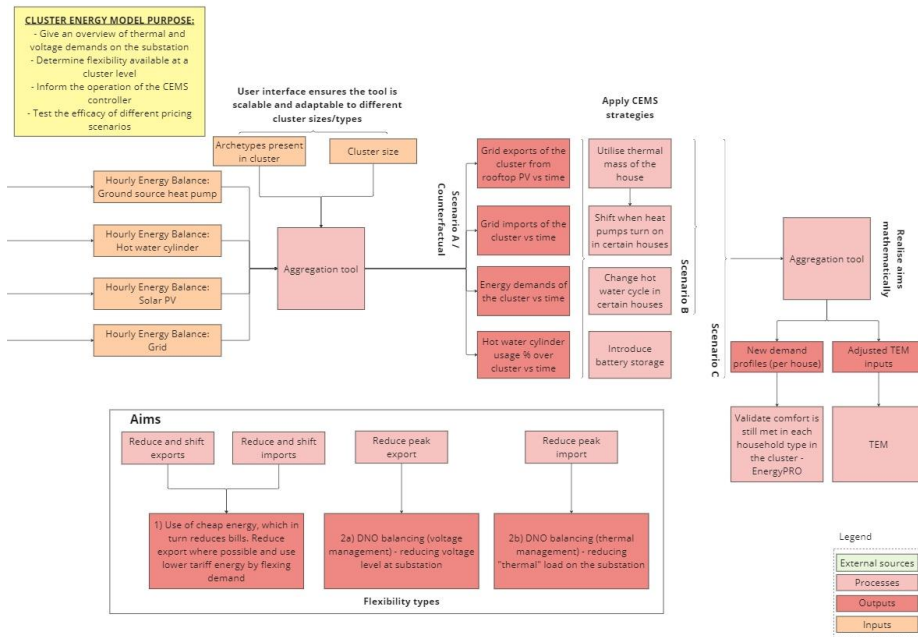 CLUSTER ENERGY MODEL PURPOSE:
- Give an overview of thermal and
voltage demands on the substation
- Determine flexibility available at a
cluster level
- Inform the operation of the CEMS
controller
- Test the efficacy of different pricing
scenarios
User interface ensures the tool is
scalable and adaptable to different
cluster sizes/types
Archetypes present
in cluster
Cluster size
Hourly Energy Balance:
Ground source heat pump
Hourly Energy Balance:
Hot water cylinder
Hourly Energy Balance:
Solar PV
Hourly Energy Balance:
Grid
Aggregation tool
Scenario A /
Counterfactual
Grid exports of the
cluster from
rooftop PV vs time
Grid imports of the
cluster vs time
Energy demands of
the cluster vs time
Hot water cylinder
usage % over
cluster vs time
Apply CEMS
strategies
Utilise thermal
mass of the
house
Shift when heat
pumps turn on
in certain houses
Change hot
water cycle in
certain houses
Introduce
battery storage
Scenario B
Scenario C
Aggregation tool
Realise aims
mathematically
New demand
profiles (per house)
Adjusted TEM
inputs
Validate comfort is
still met in each
household type in
the cluster -
EnergyPRO
TEM
Aims
Reduce and shift
exports
Reduce and shift
imports
Reduce peak
export
Reduce peak
import
1) Use of cheap energy, which in
turn reduces bills. Reduce
export where possible and use
lower tariff energy by flexing
demand
2a) DNO balancing (voltage
management) - reducing voltage
level at substation
2b) DNO balancing (thermal
management) - reducing
"thermal" load on the substation
Flexibility types
Legend
External sources
Processes
Outputs
Inputs